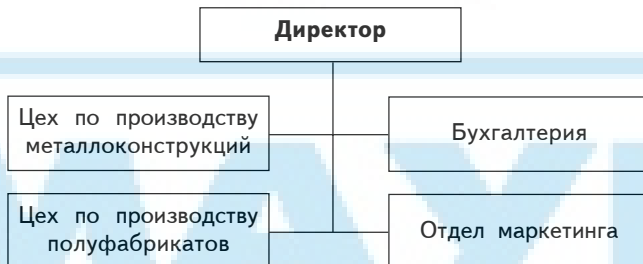 Директор
Цех по производству
металлоконструкций
Бухгалтерия
Цех по производству
полуфабрикатов
Отдел маркетинга